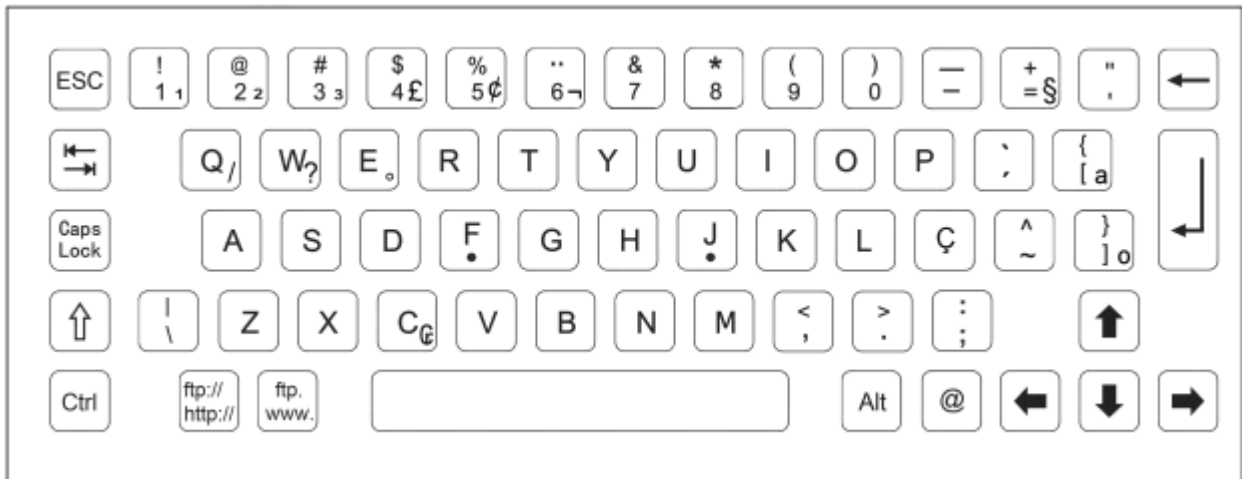 ESC ! 1 1 @ 2 2 # 3 3 $ 4 £ % 5 ¢ ¨ 6 ¬ & 7 * 8 ( 9 ) 0 — – + = § " ' ←
Q / W ? E ° R T Y U I O P ` ´ { [ a
Caps Lock A S D F G H J K L Ç ^ ~ } ] o
| \ Z X C ₢ V B N M < , > . : ;
Ctrl ftp:// http:// ftp. www. Alt @